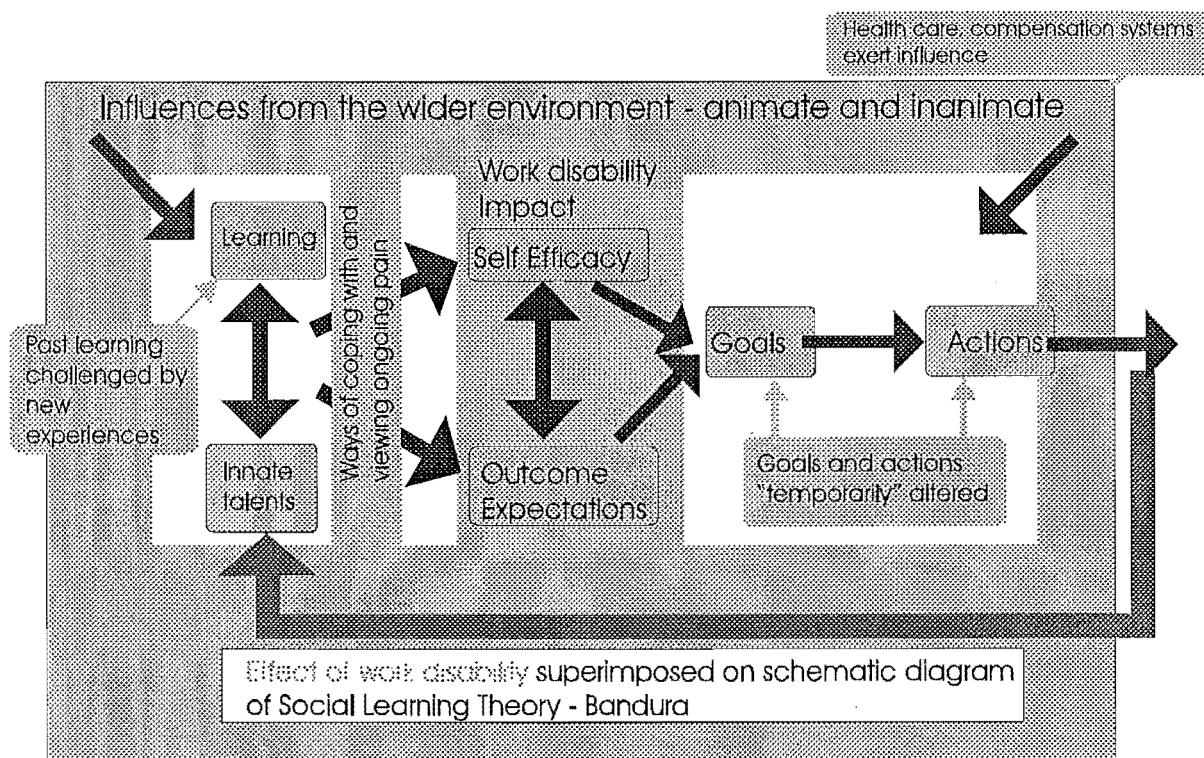 Health care, compensation systems
exert influence
Influences from the wider environment - animate and inanimate
Work disability
Impact
Learning
Ways of coping with and
viewing ongoing pain
Self Efficacy
Past learning
challenged by
new
experiences
Goals
Actions
Innate
talents
Outcome
Expectations
Goals and actions
"temporarily" altered
Effect of work disability superimposed on schematic diagram
of Social Learning Theory - Bandura